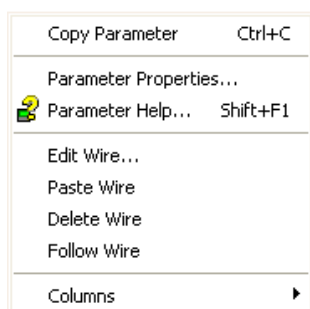 Copy Parameter Ctrl+C
Parameter Properties...
Parameter Help... Shift+F1
Edit Wire...
Paste Wire
Delete Wire
Follow Wire
Columns